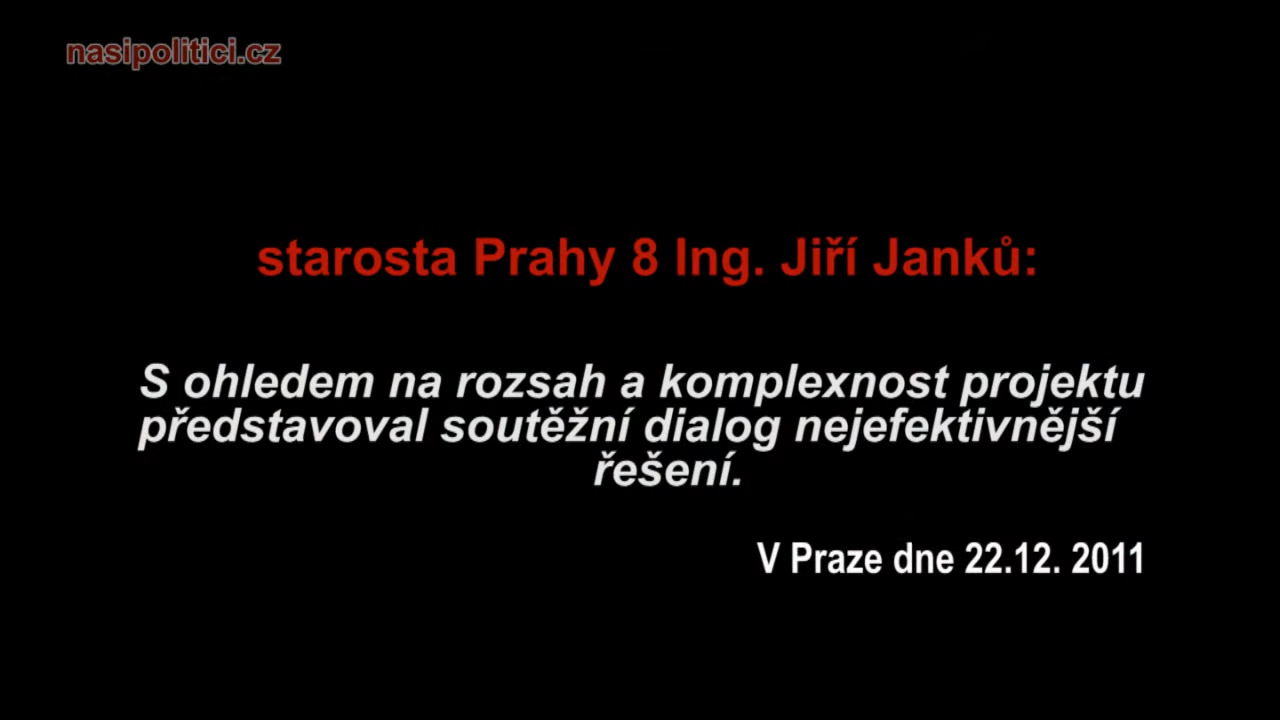 nasipolitici.cz
starosta Prahy 8 Ing. Jiří Janků:
S ohledem na rozsah a komplexnost projektu
představoval soutěžní dialog nejefektivnější
řešení.
V Praze dne 22.12. 2011